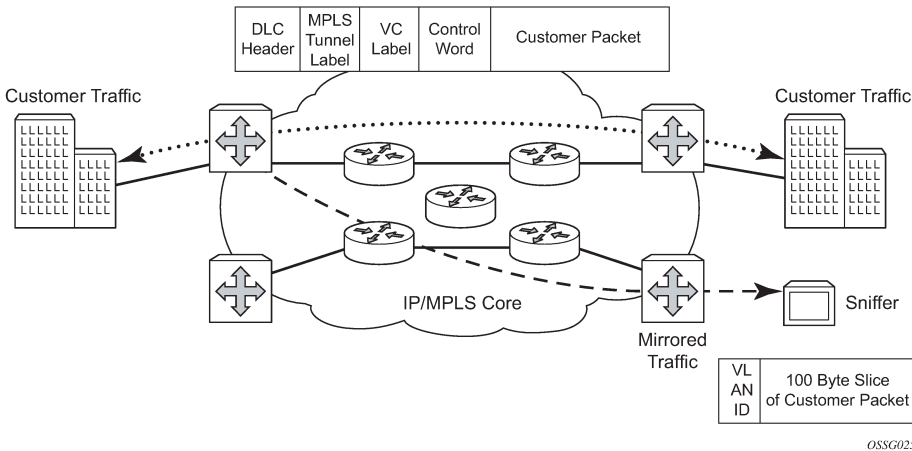 DLC
Header
MPLS
Tunnel
Label
VC
Label
Control
Word
Customer Packet
Customer Traffic
Customer Traffic
IP/MPLS Core
Sniffer
Mirrored
Traffic
VL
AN
ID
100 Byte Slice
of Customer Packet